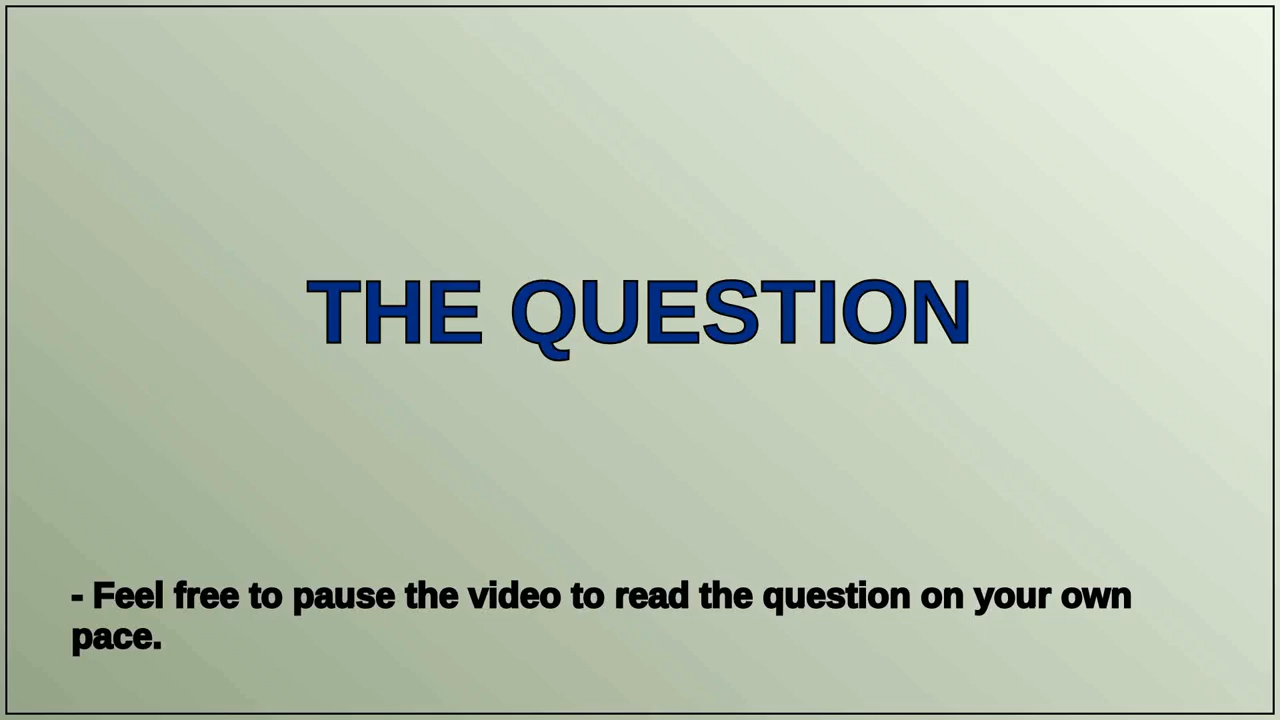 THE QUESTION
- Feel free to pause the video to read the question on your own
pace.